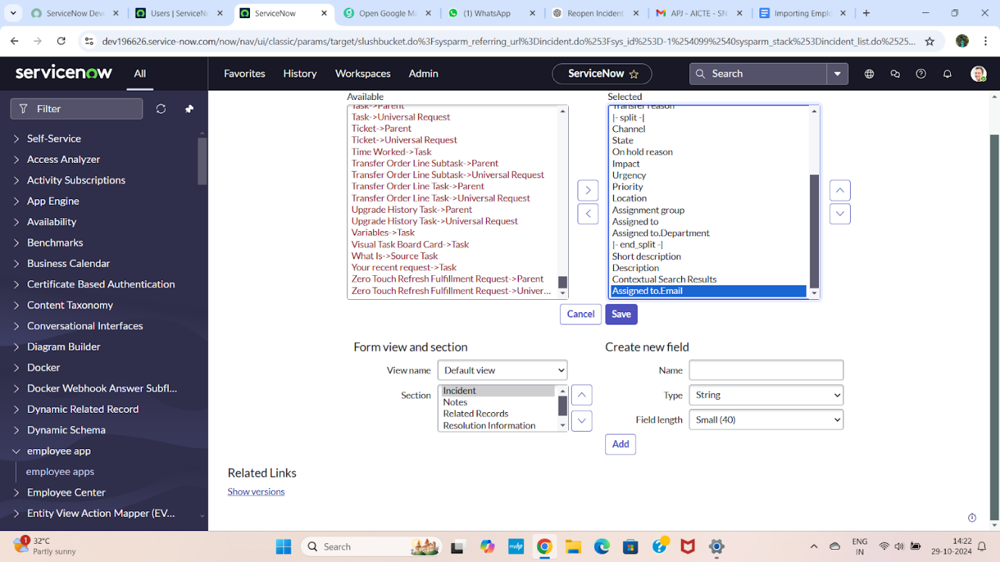 ServiceNow Dev
Users | ServiceN
ServiceNow
Open Google Ma
(1) WhatsApp
Reopen Incident
APJ - AICTE - SN
Importing Emplo
dev196626.service-now.com/now/nav/ui/classic/params/target/slushbucket.do%3Fsysparm_referring_url%3Dincident.do%3Fsys_id%253D-1%254099%2540sysparm_stack%253Dincident_list.do%2525...
servicenow
All
Favorites
History
Workspaces
Admin
ServiceNow
Search
Filter
Self-Service
Access Analyzer
Activity Subscriptions
App Engine
Availability
Benchmarks
Business Calendar
Certificate Based Authentication
Content Taxonomy
Conversational Interfaces
Diagram Builder
Docker
Docker Webhook Answer Subfl...
Dynamic Related Record
Dynamic Schema
employee app
employee apps
Employee Center
Entity View Action Mapper (EV...
Available
Task->Parent
Task->Universal Request
Ticket->Parent
Ticket->Universal Request
Time Worked->Task
Transfer Order Line Subtask->Parent
Transfer Order Line Subtask->Universal Request
Transfer Order Line Task->Parent
Transfer Order Line Task->Universal Request
Upgrade History Task->Parent
Upgrade History Task->Universal Request
Variables->Task
Visual Task Board Card->Task
What Is->Source Task
Your recent request->Task
Zero Touch Refresh Fulfillment Request->Parent
Zero Touch Refresh Fulfillment Request->Univer...
Selected
Transfer reason
|- split -|
Channel
State
On hold reason
Impact
Urgency
Priority
Location
Assignment group
Assigned to
Assigned to.Department
|- end_split -|
Short description
Description
Contextual Search Results
Assigned to.Email
Cancel
Save
Form view and section
View name
Default view
Section
Incident
Notes
Related Records
Resolution Information
Create new field
Name
Type
String
Field length
Small (40)
Add
Related Links
Show versions
1
32°C
Partly sunny
Search
myhp
ENG
IN
14:22
29-10-2024